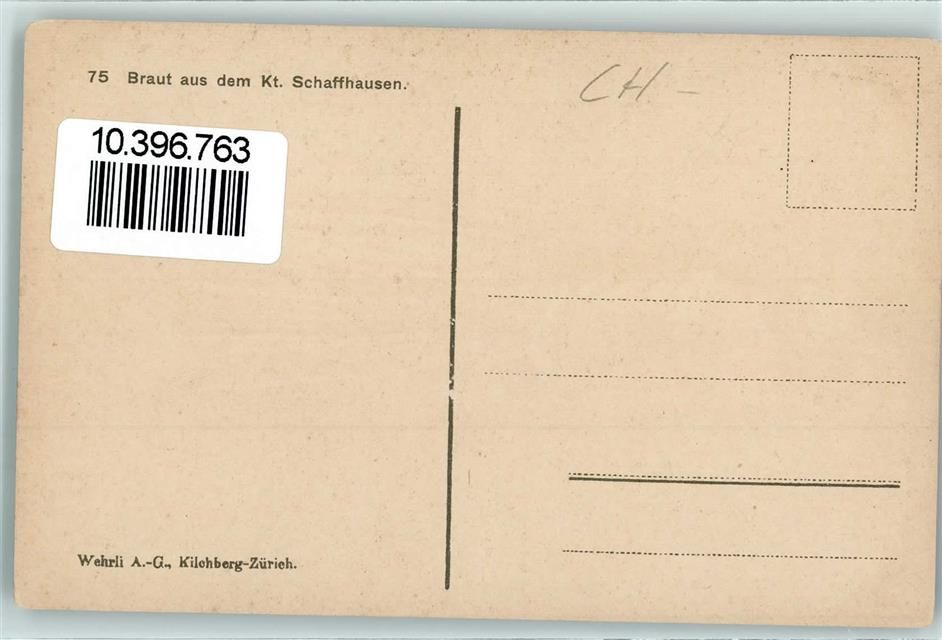 75 Braut aus dem Kt. Schaffhausen.
CH -
10.396.763
Wehrli A.-G., Kilchberg-Zürich.